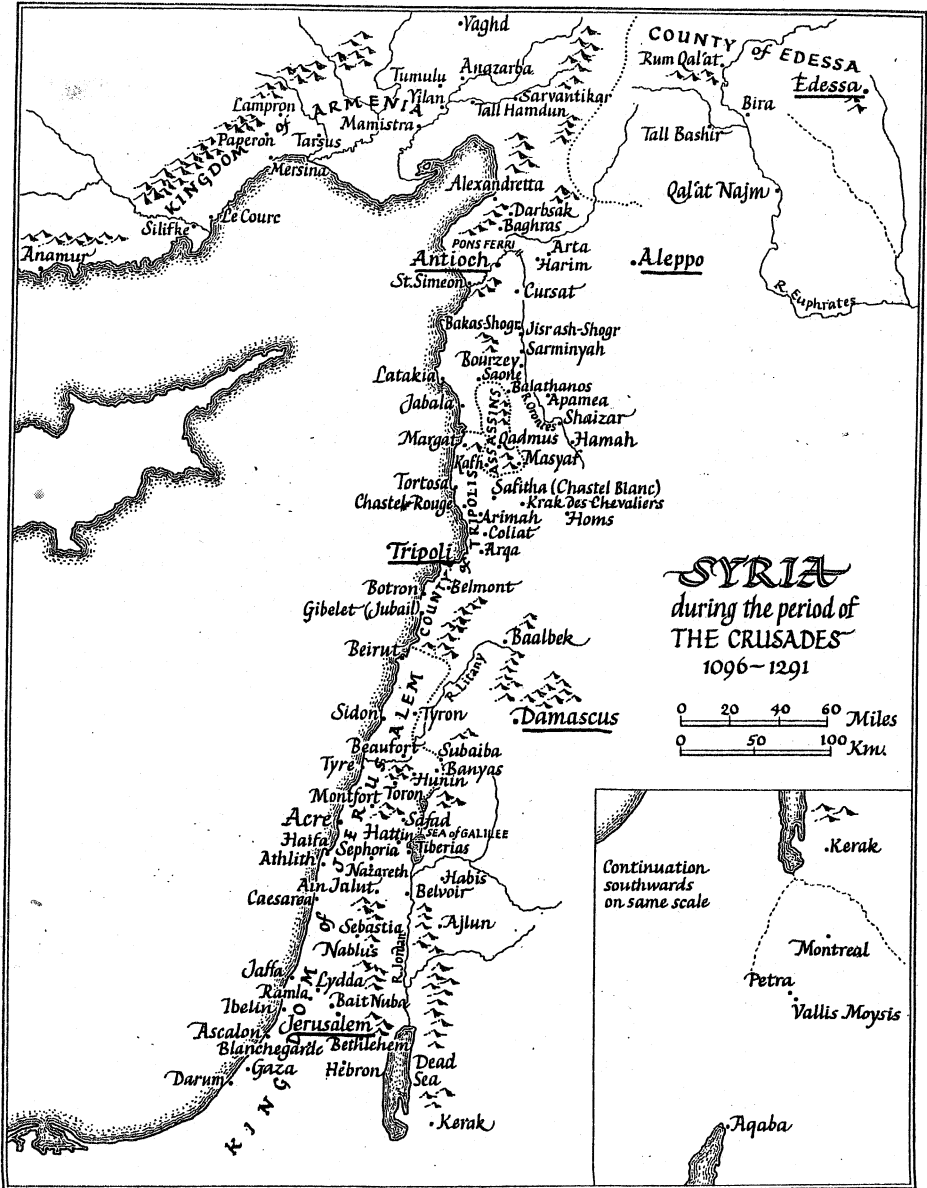 Vaghd
COUNTY of EDESSA
Rum Qal'at
Edessa
Tumulu
Anazarba
Yilan
Sarvantikar
Tall Hamdun
Bira
Lampron
KINGDOM of ARMENIA
Mamistra
Paperon
Tarsus
Tall Bashir
Mersina
Alexandretta
Qal'at Najm
Darbsak
Le Courc
Silifke
Baghras
PONS FERRI
Arta
Anamur
Antioch
Harim
Aleppo
St. Simeon
Cursat
R. Euphrates
Bakas-Shogr
Jisr ash-Shogr
Sarminyah
Bourzey
Latakia
Saone
Balathanos
Apamea
Jabala
R. Orontes
Shaizar
ASSASSINS
Margat
Qadmus
Hamah
Kafh
Masyaf
Tortosa
Safitha (Chastel Blanc)
Chastel-Rouge
Krak des Chevaliers
Arimah
Homs
Coliat
COUNTY of TRIPOLIS
Tripoli
Arqa
Botron
Belmont
Gibelet (Jubail)
SYRIA
during the period of
THE CRUSADES
1096-1291
Beirut
Baalbek
R. Litany
Sidon
Tyron
Damascus
0 20 40 60 Miles
0 50 100 Km.
Beaufort
Subaiba
Tyre
Banyas
Hunin
Montfort
Toron
Acre
Safad
Haifa
Hattin
SEA of GALILEE
Sephoria
Tiberias
Athlith
Nazareth
Ain Jalut
Habis
Caesarea
Belvoir
Sebastia
Ajlun
Nablus
R. Jordan
Jaffa
Lydda
Ramla
Ibelin
Bait Nuba
Jerusalem
Ascalon
Blanchegarde
Bethlehem
Gaza
Hebron
Dead
Sea
Darum
KINGDOM of JERUSALEM
Kerak
Kerak
Continuation
southwards
on same scale
Montreal
Petra
Vallis Moysis
Aqaba